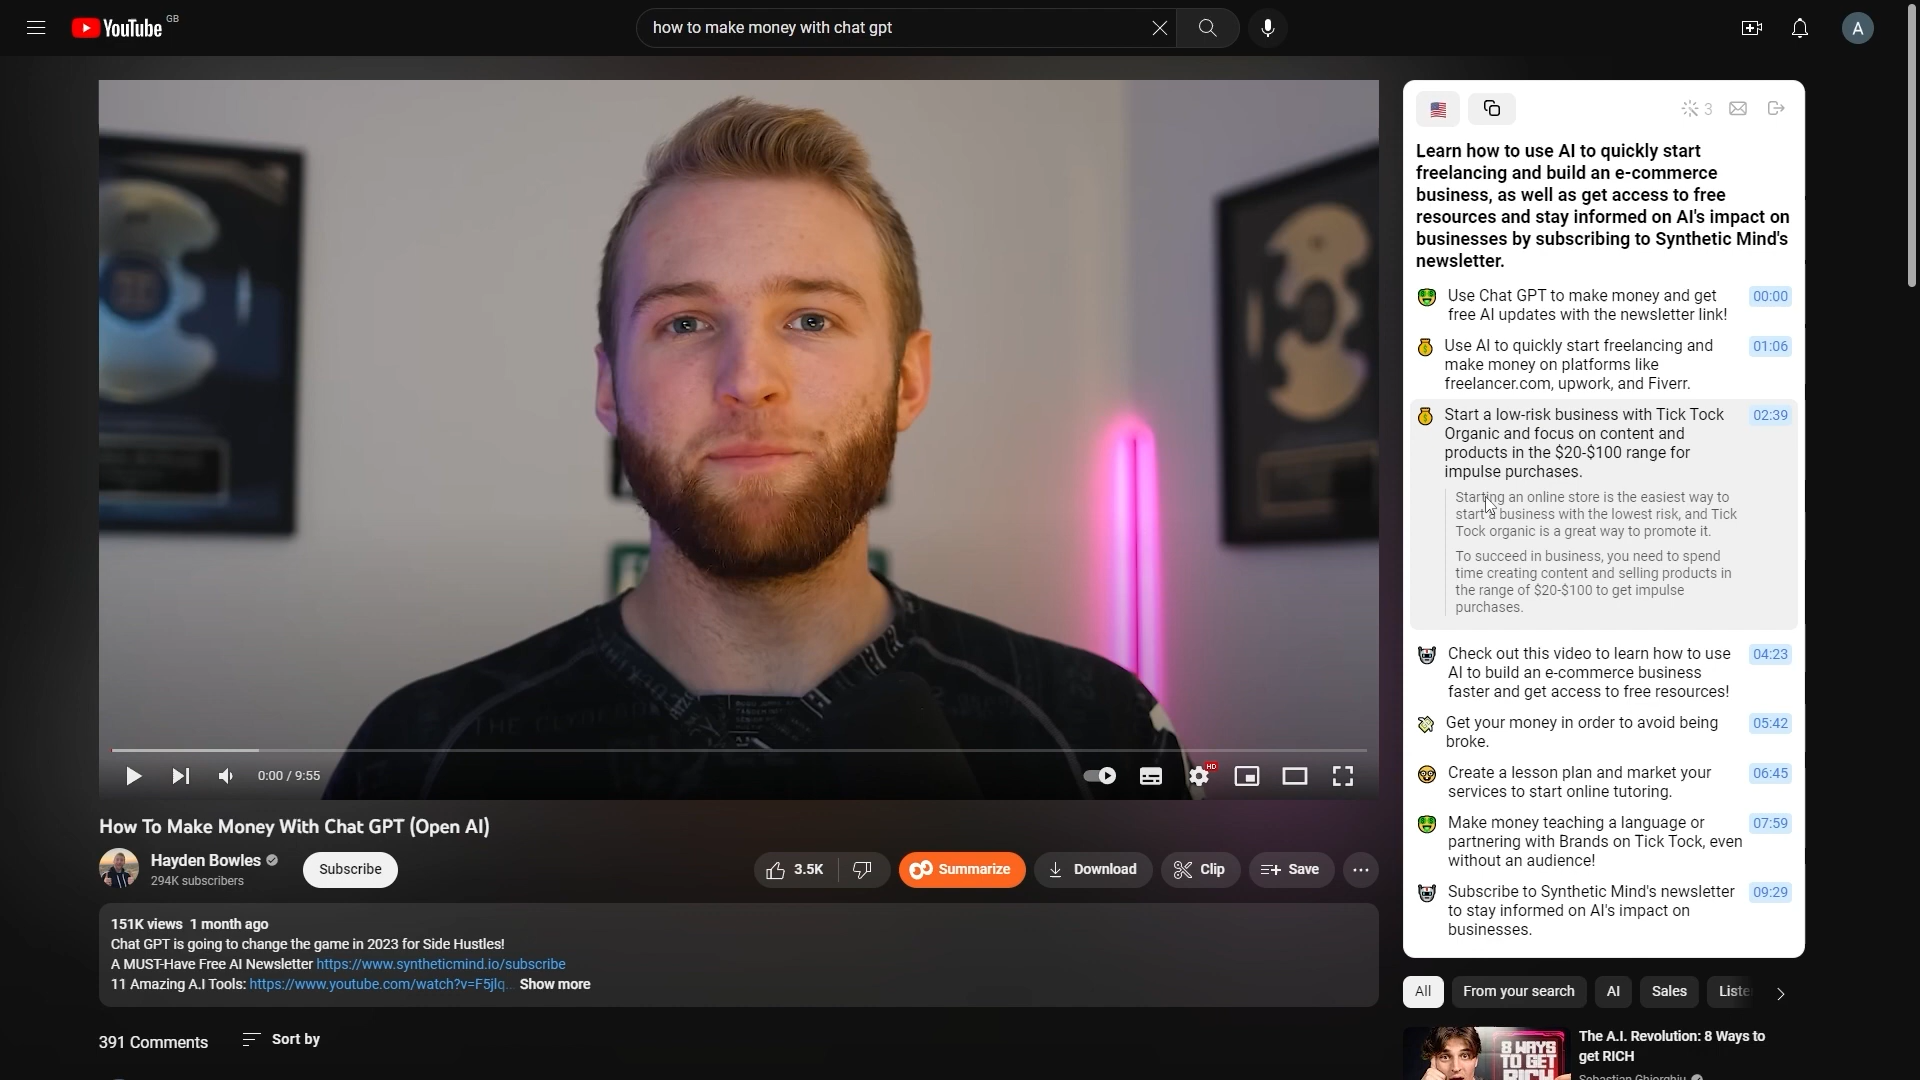 YouTube GB
how to make money with chat gpt
A
3
Learn how to use AI to quickly start
freelancing and build an e-commerce
business, as well as get access to free
resources and stay informed on AI's impact on
businesses by subscribing to Synthetic Mind's
newsletter.
Use Chat GPT to make money and get 00:00
free AI updates with the newsletter link!
Use AI to quickly start freelancing and 01:06
make money on platforms like
freelancer.com, upwork, and Fiverr.
Start a low-risk business with Tick Tock 02:39
Organic and focus on content and
products in the $20-$100 range for
impulse purchases.
Starting an online store is the easiest way to
start a business with the lowest risk, and Tick
Tock organic is a great way to promote it.
To succeed in business, you need to spend
time creating content and selling products in
the range of $20-$100 to get impulse
purchases.
Check out this video to learn how to use 04:23
AI to build an e-commerce business
faster and get access to free resources!
Get your money in order to avoid being 05:42
broke.
Create a lesson plan and market your 06:45
services to start online tutoring.
Make money teaching a language or 07:59
partnering with Brands on Tick Tock, even
without an audience!
Subscribe to Synthetic Mind's newsletter 09:29
to stay informed on AI's impact on
businesses.
0:00 / 9:55
HD
How To Make Money With Chat GPT (Open AI)
Hayden Bowles
294K subscribers
Subscribe
3.5K
Summarize
Download
Clip
Save
151K views 1 month ago
Chat GPT is going to change the game in 2023 for Side Hustles!
A MUST-Have Free AI Newsletter https://www.syntheticmind.io/subscribe
11 Amazing A.I Tools: https://www.youtube.com/watch?v=F5jlq... Show more
391 Comments
Sort by
All
From your search
AI
Sales
Liste
8 WAYS
TO GET
RICH
The A.I. Revolution: 8 Ways to
get RICH
Sebastian Ghiorghiu